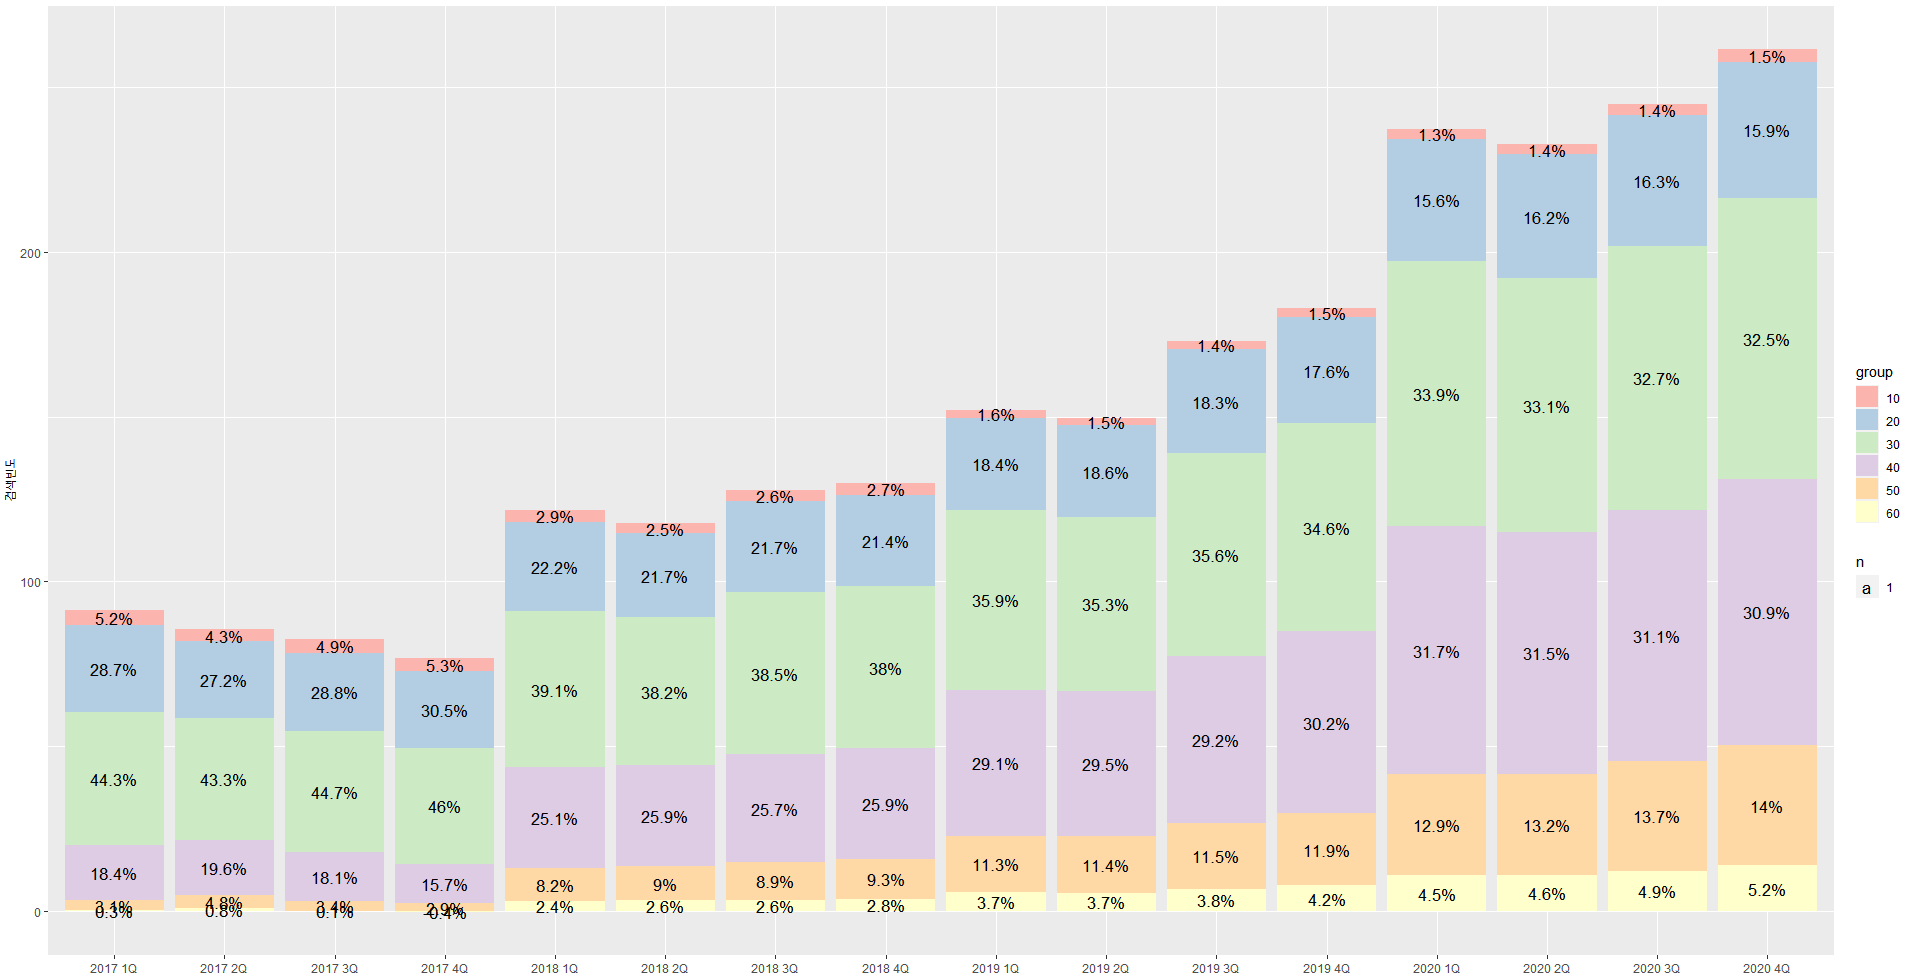 검색빈도
200
100
0
5.2% 4.3% 4.9% 5.3% 2.9% 2.5% 2.6% 2.7% 1.6% 1.5% 1.4% 1.5% 1.3% 1.4% 1.4% 1.5%
28.7% 27.2% 28.8% 30.5% 22.2% 21.7% 21.7% 21.4% 18.4% 18.6% 18.3% 17.6% 15.6% 16.2% 16.3% 15.9%
44.3% 43.3% 44.7% 46% 39.1% 38.2% 38.5% 38% 35.9% 35.3% 35.6% 34.6% 33.9% 33.1% 32.7% 32.5%
18.4% 19.6% 18.1% 15.7% 25.1% 25.9% 25.7% 25.9% 29.1% 29.5% 29.2% 30.2% 31.7% 31.5% 31.1% 30.9%
3.1% 4.8% 3.4% 2.9% 8.2% 9% 8.9% 9.3% 11.3% 11.4% 11.5% 11.9% 12.9% 13.2% 13.7% 14%
0.3% 0.8% 0.1% -0.4% 2.4% 2.6% 2.6% 2.8% 3.7% 3.7% 3.8% 4.2% 4.5% 4.6% 4.9% 5.2%
2017 1Q 2017 2Q 2017 3Q 2017 4Q 2018 1Q 2018 2Q 2018 3Q 2018 4Q 2019 1Q 2019 2Q 2019 3Q 2019 4Q 2020 1Q 2020 2Q 2020 3Q 2020 4Q
group
10
20
30
40
50
60
n
a 1